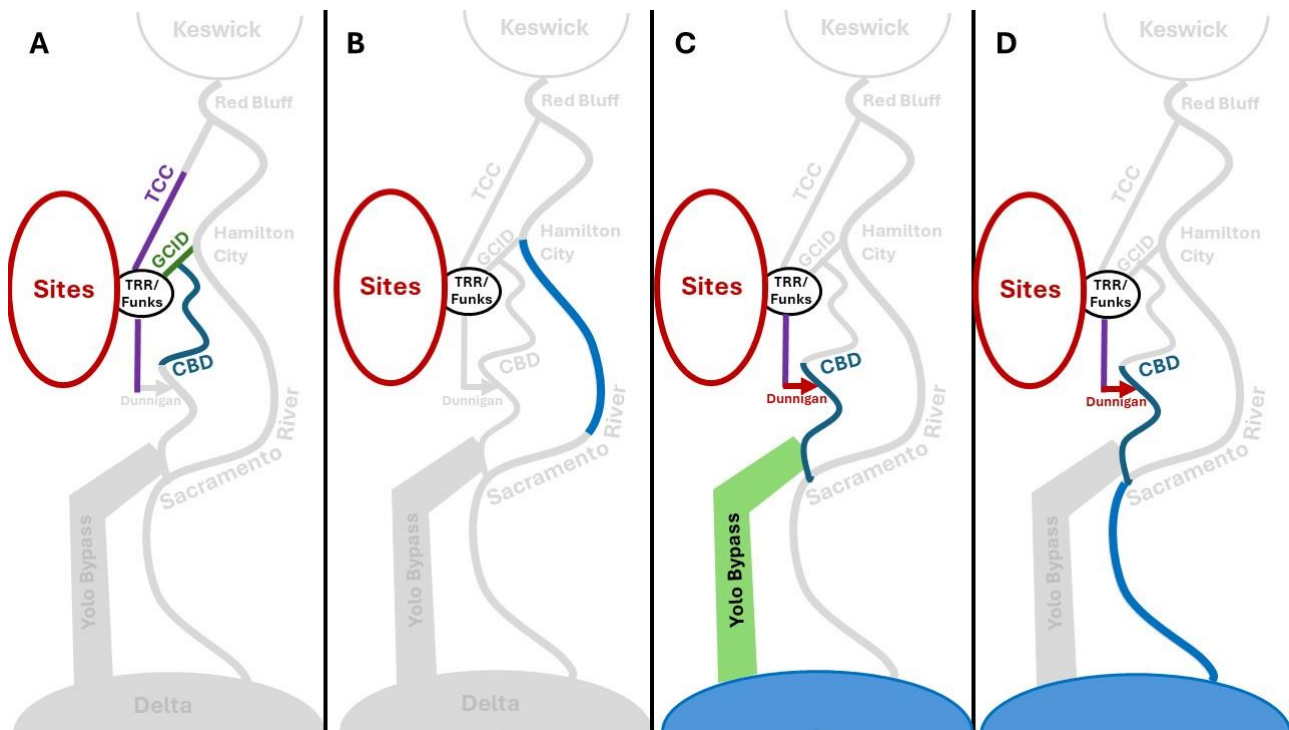 A
Keswick
Red Bluff
TCC
GCID
Hamilton
City
Sites
TRR/
Funks
CBD
Dunnigan
Sacramento
River
Yolo Bypass
Delta
B
Keswick
Red Bluff
TCC
GCID
Hamilton
City
Sites
TRR/
Funks
CBD
Dunnigan
Sacramento
River
Yolo Bypass
Delta
C
Keswick
Red Bluff
TCC
GCID
Hamilton
City
Sites
TRR/
Funks
CBD
Dunnigan
Sacramento
River
Yolo Bypass
D
Keswick
Red Bluff
TCC
GCID
Hamilton
City
Sites
TRR/
Funks
CBD
Dunnigan
Sacramento
River
Yolo Bypass